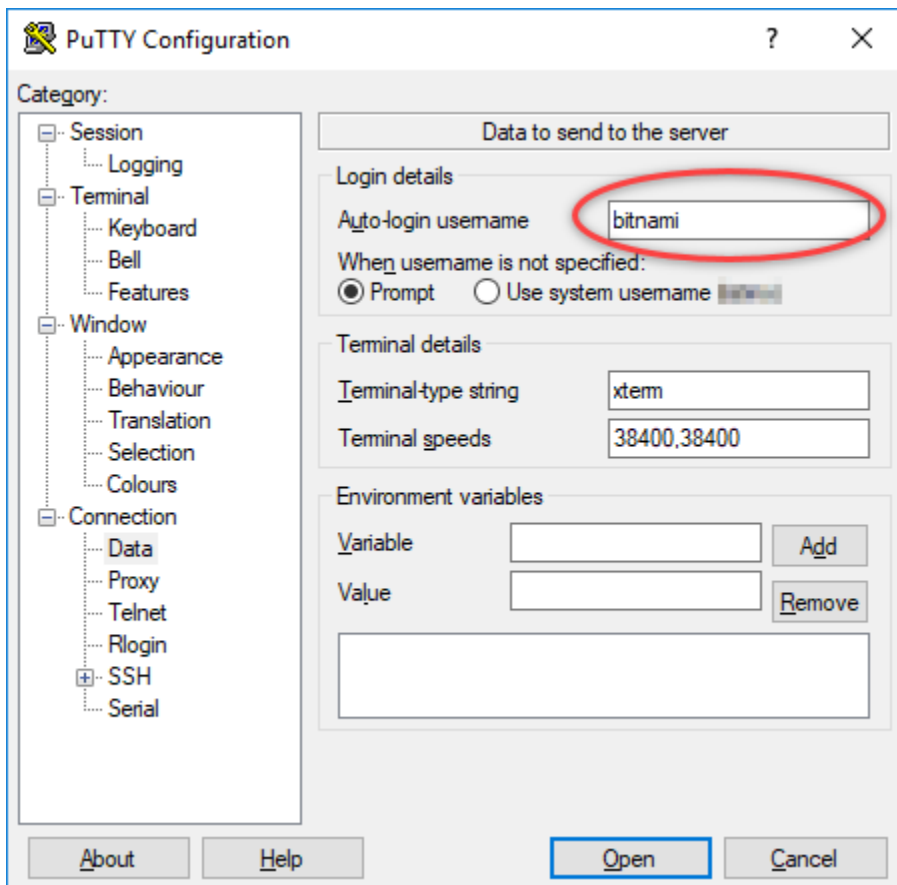 PuTTY Configuration
?
Category:
Session
Logging
Terminal
Keyboard
Bell
Features
Window
Appearance
Behaviour
Translation
Selection
Colours
Connection
Data
Proxy
Telnet
Rlogin
SSH
Serial
Data to send to the server
Login details
Auto-login username bitnami
When username is not specified:
Prompt Use system username
Terminal details
Terminal-type string xterm
Terminal speeds 38400,38400
Environment variables
Variable Add
Value Remove
About Help Open Cancel